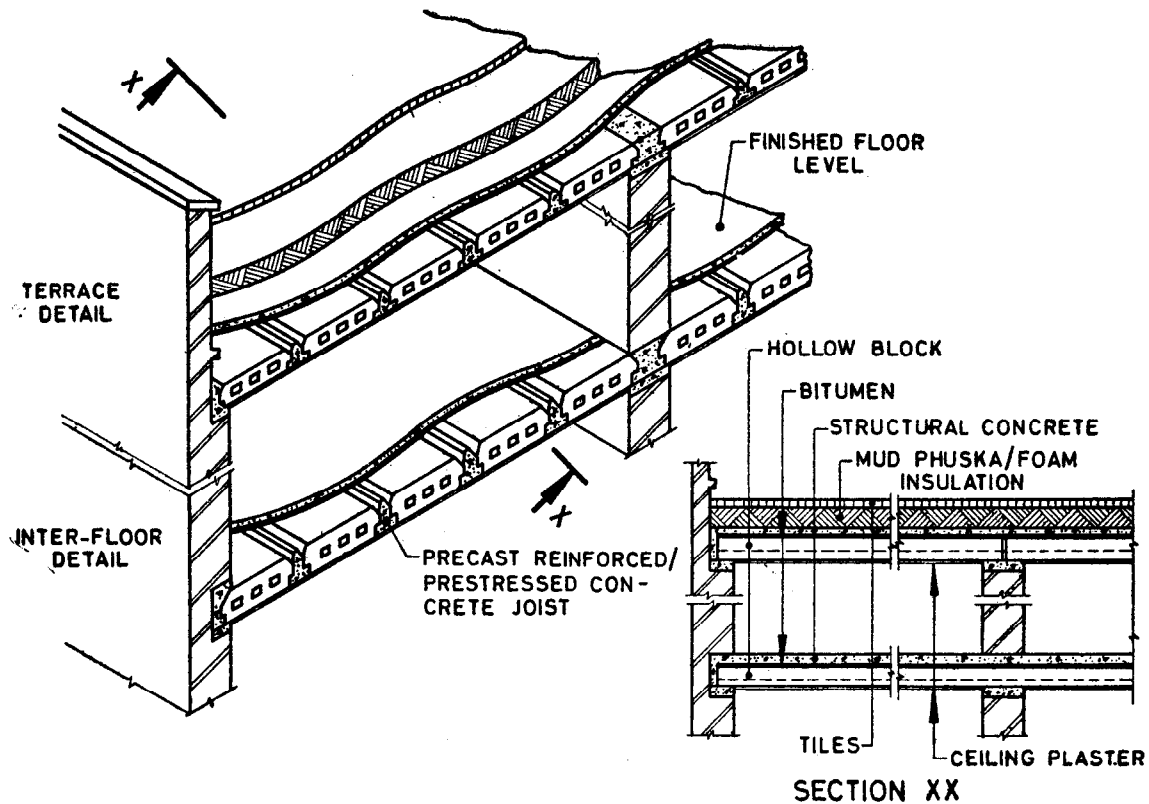 X
FINISHED FLOOR
LEVEL
TERRACE
DETAIL
HOLLOW BLOCK
BITUMEN
STRUCTURAL CONCRETE
MUD PHUSKA/FOAM
INSULATION
X
INTER-FLOOR
DETAIL
PRECAST REINFORCED/
PRESTRESSED CON-
CRETE JOIST
TILES
CEILING PLASTER
SECTION XX